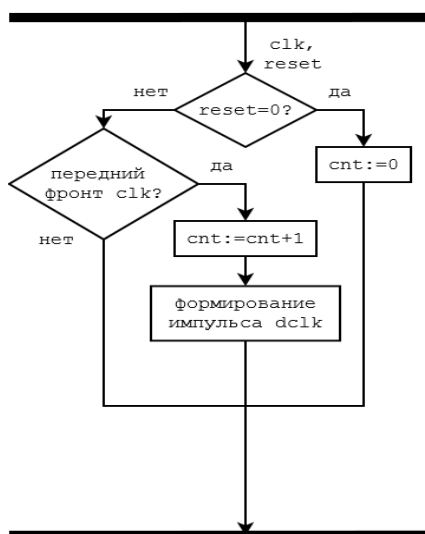 clk,
reset
нет
reset=0?
да
передний
фронт clk?
да
cnt:=0
нет
cnt:=cnt+1
формирование
импульса dclk